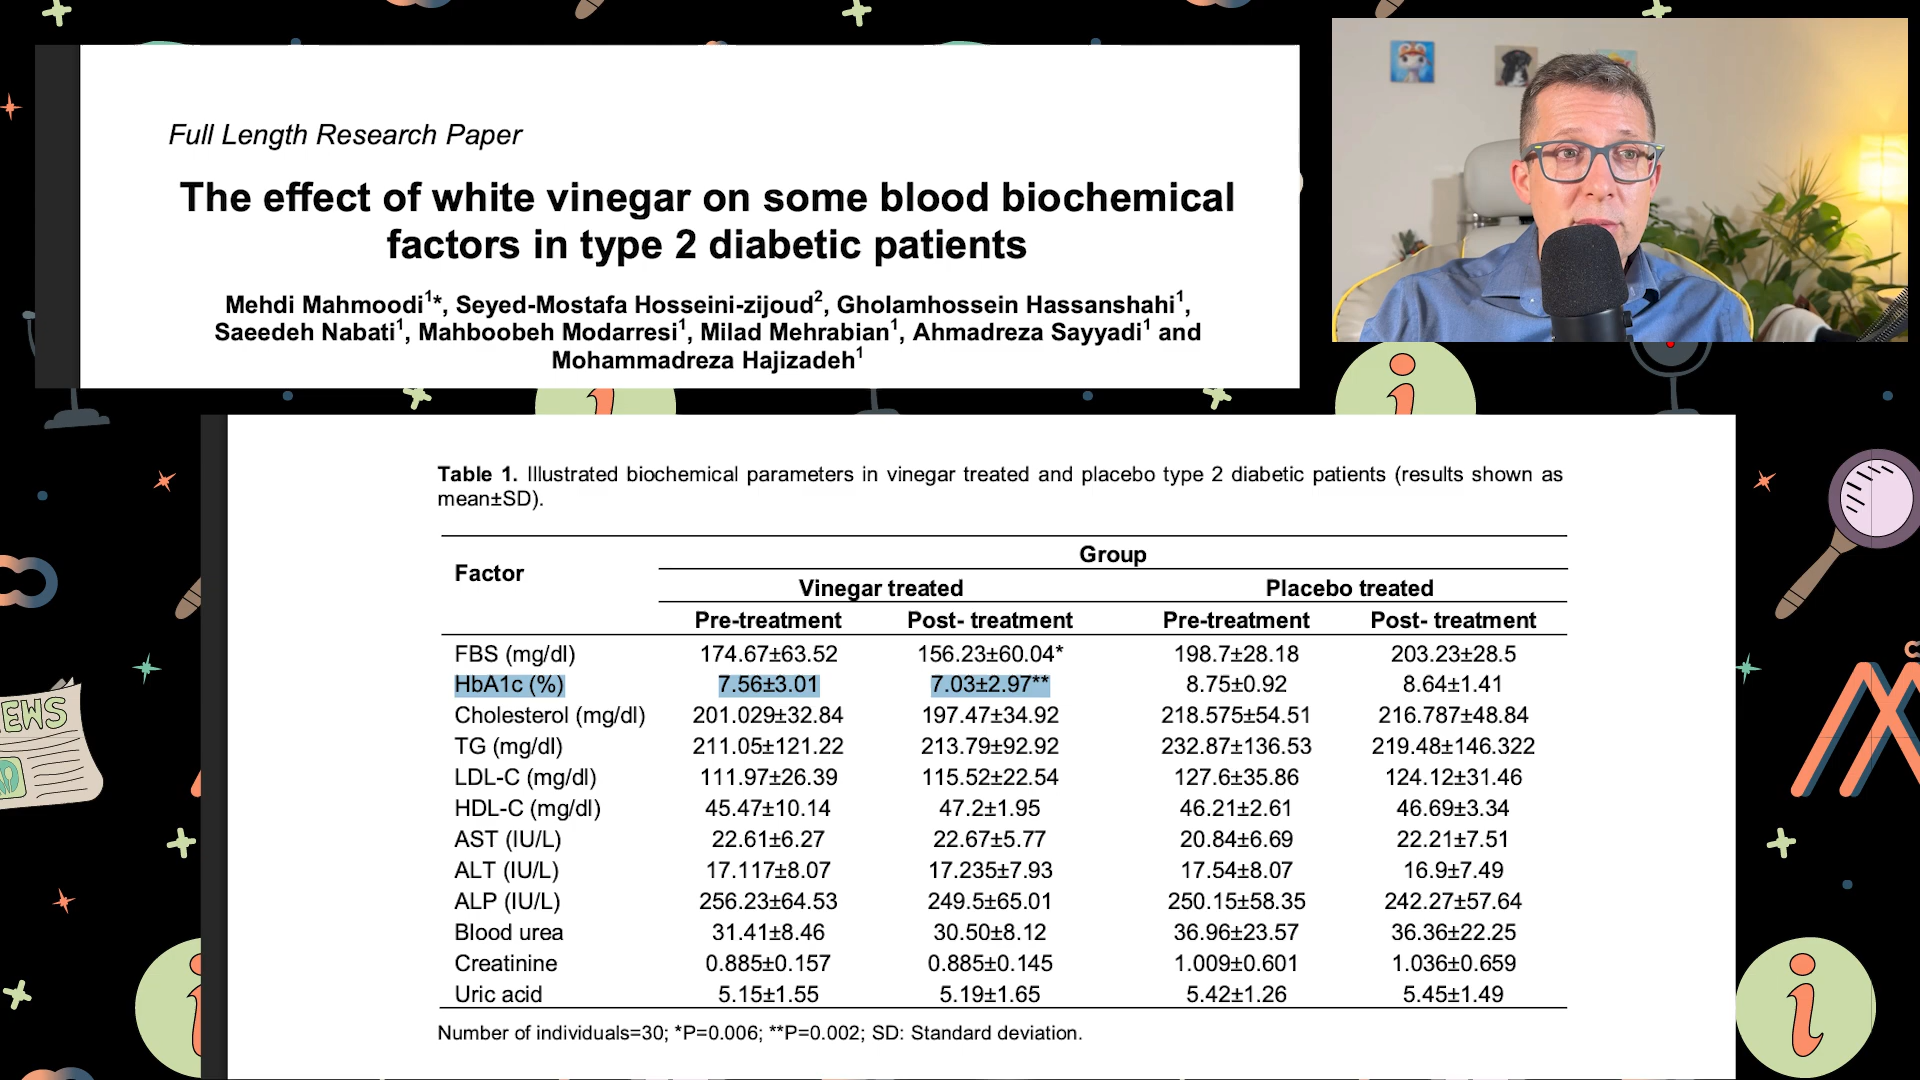 Full Length Research Paper
The effect of white vinegar on some blood biochemical
factors in type 2 diabetic patients
Mehdi Mahmoodi1*, Seyed-Mostafa Hosseini-zijoud2, Gholamhossein Hassanshahi1,
Saeedeh Nabati1, Mahboobeh Modarresi1, Milad Mehrabian1, Ahmadreza Sayyadi1 and
Mohammadreza Hajizadeh1
Table 1. Illustrated biochemical parameters in vinegar treated and placebo type 2 diabetic patients (results shown as
mean±SD).
Factor Group
Vinegar treated Placebo treated
Pre-treatment Post- treatment Pre-treatment Post- treatment
FBS (mg/dl) 174.67±63.52 156.23±60.04* 198.7±28.18 203.23±28.5
HbA1c (%) 7.56±3.01 7.03±2.97** 8.75±0.92 8.64±1.41
Cholesterol (mg/dl) 201.029±32.84 197.47±34.92 218.575±54.51 216.787±48.84
TG (mg/dl) 211.05±121.22 213.79±92.92 232.87±136.53 219.48±146.322
LDL-C (mg/dl) 111.97±26.39 115.52±22.54 127.6±35.86 124.12±31.46
HDL-C (mg/dl) 45.47±10.14 47.2±1.95 46.21±2.61 46.69±3.34
AST (IU/L) 22.61±6.27 22.67±5.77 20.84±6.69 22.21±7.51
ALT (IU/L) 17.117±8.07 17.235±7.93 17.54±8.07 16.9±7.49
ALP (IU/L) 256.23±64.53 249.5±65.01 250.15±58.35 242.27±57.64
Blood urea 31.41±8.46 30.50±8.12 36.96±23.57 36.36±22.25
Creatinine 0.885±0.157 0.885±0.145 1.009±0.601 1.036±0.659
Uric acid 5.15±1.55 5.19±1.65 5.42±1.26 5.45±1.49
Number of individuals=30; *P=0.006; **P=0.002; SD: Standard deviation.
EWS
i
i
i
i